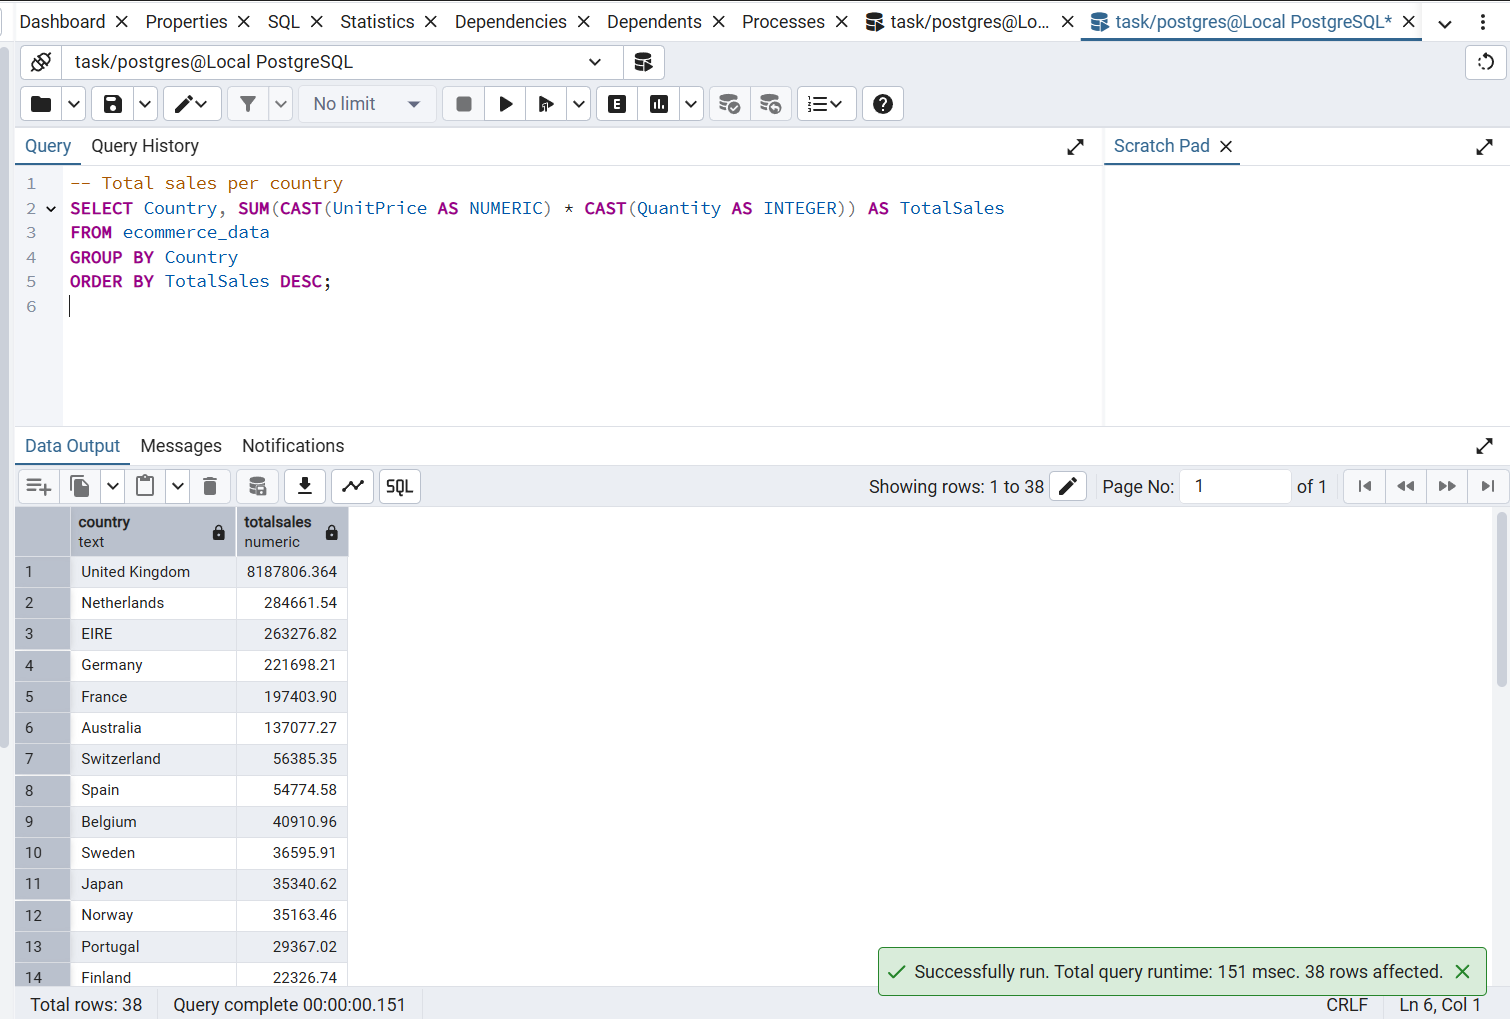 Dashboard Properties SQL Statistics Dependencies Dependents Processes task/postgres@Lo... task/postgres@Local PostgreSQL*
task/postgres@Local PostgreSQL
No limit E
Query Query History Scratch Pad
1 -- Total sales per country
2 SELECT Country, SUM(CAST(UnitPrice AS NUMERIC) * CAST(Quantity AS INTEGER)) AS TotalSales
3 FROM ecommerce_data
4 GROUP BY Country
5 ORDER BY TotalSales DESC;
6
Data Output Messages Notifications
SQL Showing rows: 1 to 38 Page No: 1 of 1
country totalsales
text numeric
1 United Kingdom 8187806.364
2 Netherlands 284661.54
3 EIRE 263276.82
4 Germany 221698.21
5 France 197403.90
6 Australia 137077.27
7 Switzerland 56385.35
8 Spain 54774.58
9 Belgium 40910.96
10 Sweden 36595.91
11 Japan 35340.62
12 Norway 35163.46
13 Portugal 29367.02
14 Finland 22326.74
Successfully run. Total query runtime: 151 msec. 38 rows affected.
Total rows: 38 Query complete 00:00:00.151 CRLF Ln 6, Col 1